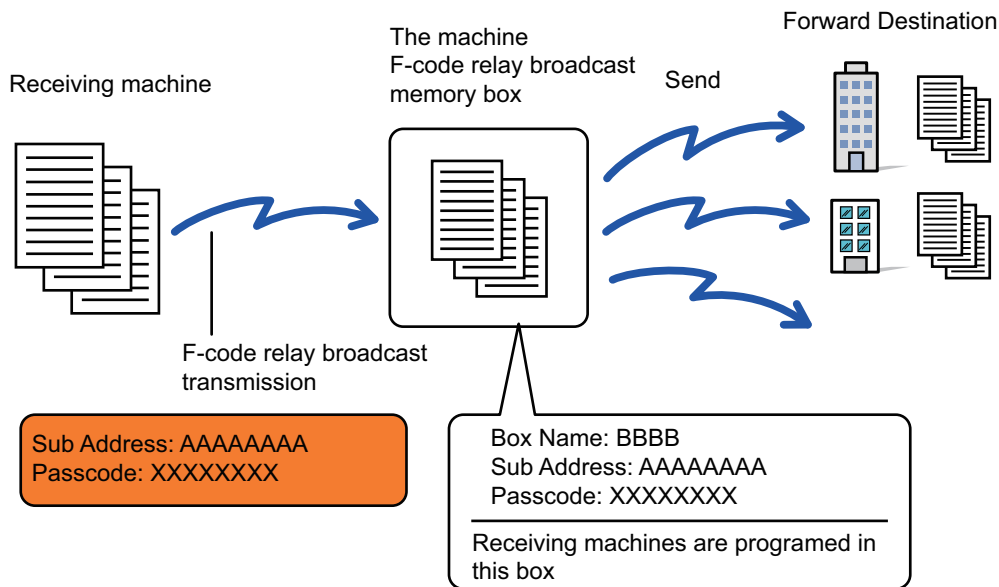 Forward Destination
The machine
F-code relay broadcast
memory box
Send
Receiving machine
F-code relay broadcast
transmission
Sub Address: AAAAAAAA
Passcode: XXXXXXXX
Box Name: BBBB
Sub Address: AAAAAAAA
Passcode: XXXXXXXX
Receiving machines are programed in
this box